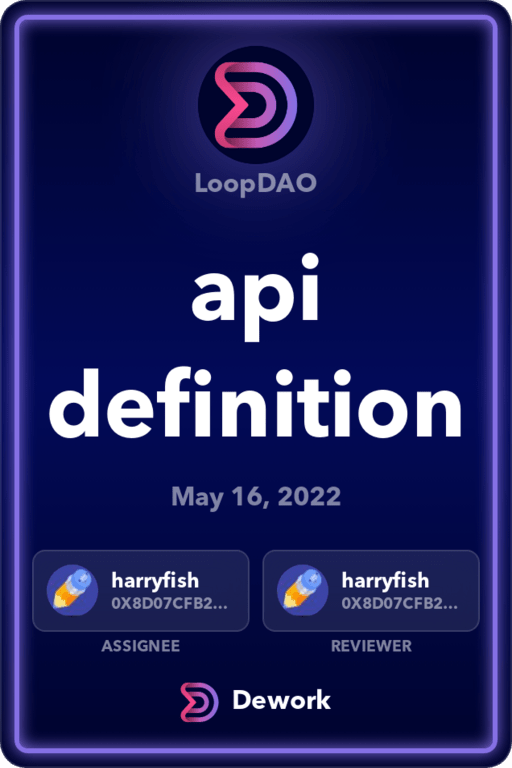 LoopDAO
api
definition
May 16, 2022
harryfish
0X8D07CFB2...
ASSIGNEE
harryfish
0X8D07CFB2...
REVIEWER
Dework